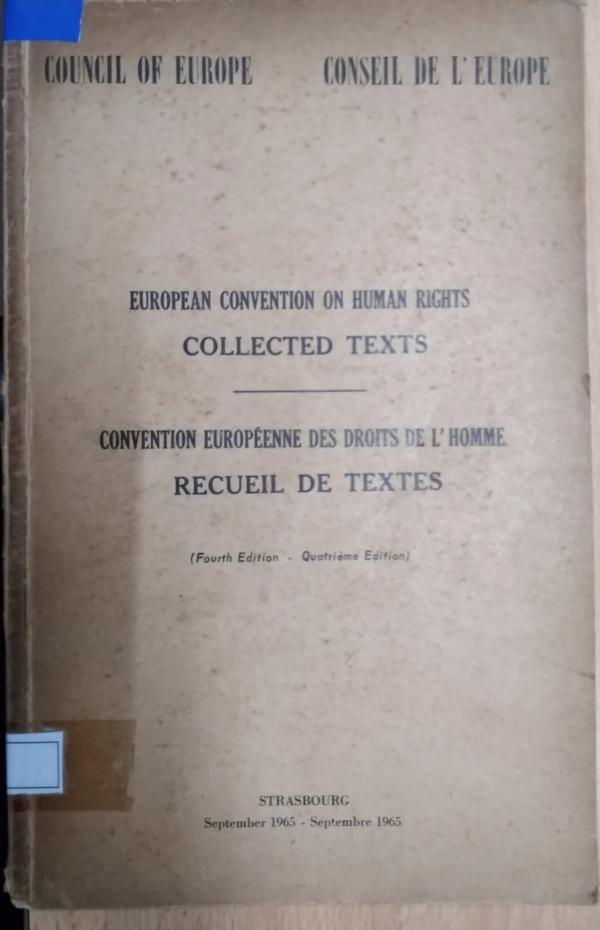 COUNCIL OF EUROPE CONSEIL DE L'EUROPE
EUROPEAN CONVENTION ON HUMAN RIGHTS
COLLECTED TEXTS
CONVENTION EUROPÉENNE DES DROITS DE L'HOMME
RECUEIL DE TEXTES
(Fourth Edition - Quatrième Edition)
STRASBOURG
September 1965 - Septembre 1965